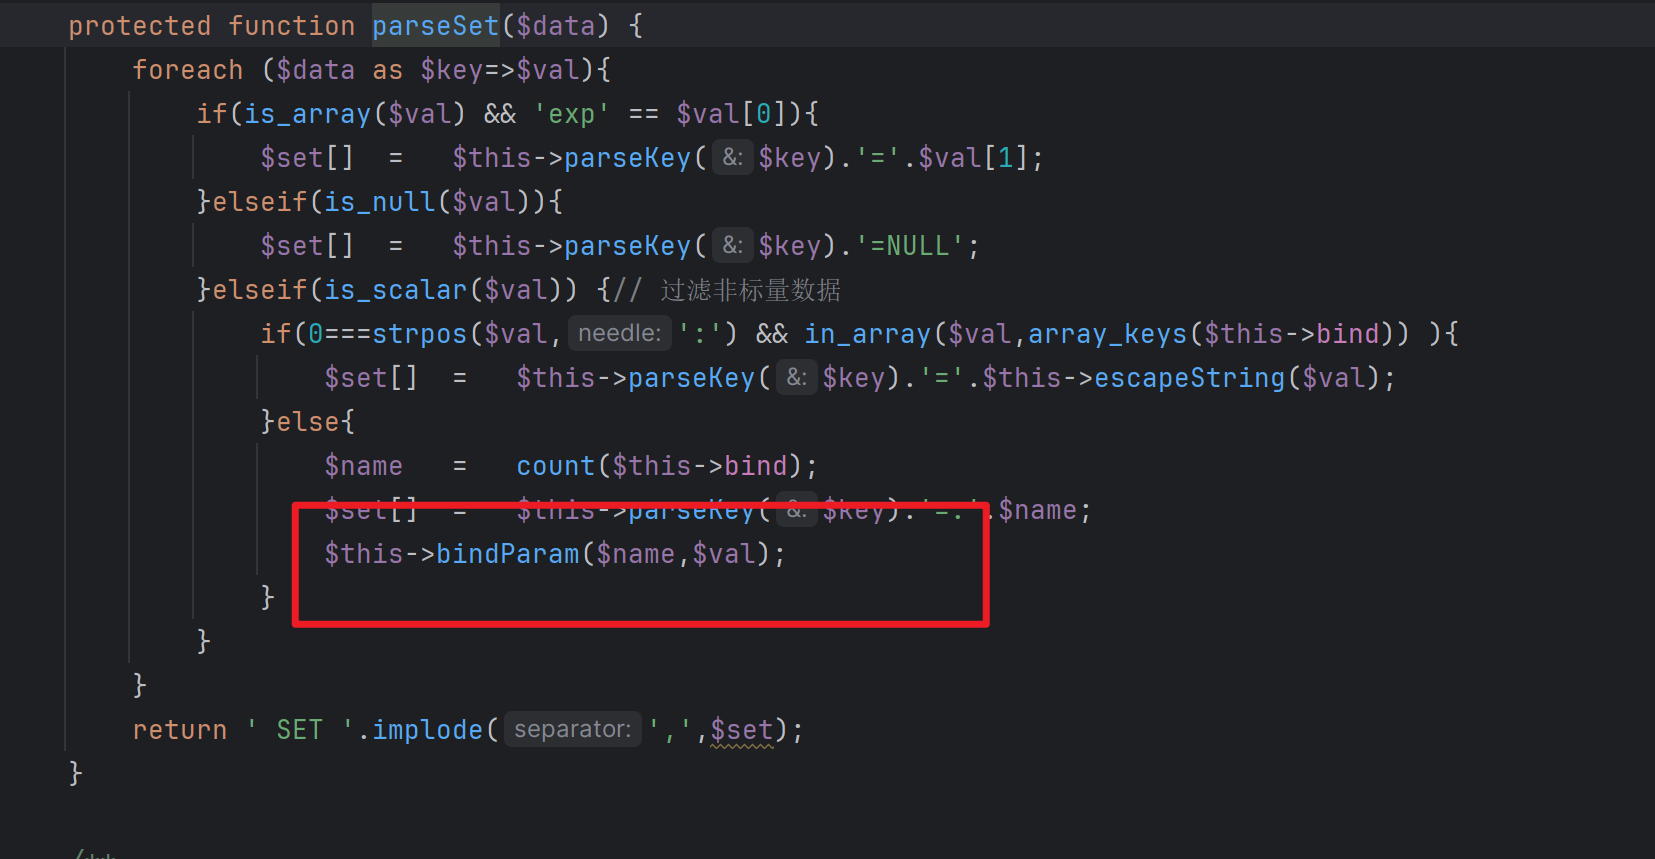 protected function parseSet($data) {
foreach ($data as $key=>$val){
if(is_array($val) && 'exp' == $val[0]){
$set[] = $this->parseKey( &: $key).'='.$val[1];
}elseif(is_null($val)){
$set[] = $this->parseKey( &: $key).'=NULL';
}elseif(is_scalar($val)) {// 过滤非标量数据
if(0===strpos($val, needle: ':') && in_array($val,array_keys($this->bind)) ){
$set[] = $this->parseKey( &: $key).'='.$this->escapeString($val);
}else{
$name = count($this->bind);
$set[] = $this->parseKey( &: $key).'=:'.$name;
$this->bindParam($name,$val);
}
}
}
return ' SET '.implode( separator: ',',$set);
}